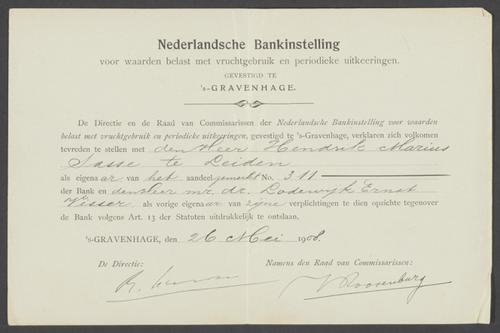 Nederlandsche Bankinstelling
voor waarden belast met vruchtgebruik en periodieke uitkeeringen.
GEVESTIGD TE
's-GRAVENHAGE.
De Directie en de Raad van Commissarissen der Nederlandsche Bankinstelling voor waarden
belast met vruchtgebruik en periodieke uitkeeringen, gevestigd te 's-Gravenhage, verklaren zich volkomen
tevreden te stellen met den Heer Hendrik Marius
Sasse te Leiden
als eigenaar van het aandeel gemerkt No. 311
der Bank en den Heer mr. dr. Lodewijk Ernst
Visser als vorige eigenaar van zijne verplichtingen te dien opzichte tegenover
de Bank volgens Art. 13 der Statuten uitdrukkelijk te ontslaan.
's-GRAVENHAGE, den 26 Mei 1908.
De Directie: Namens den Raad van Commissarissen:
Roosenburg